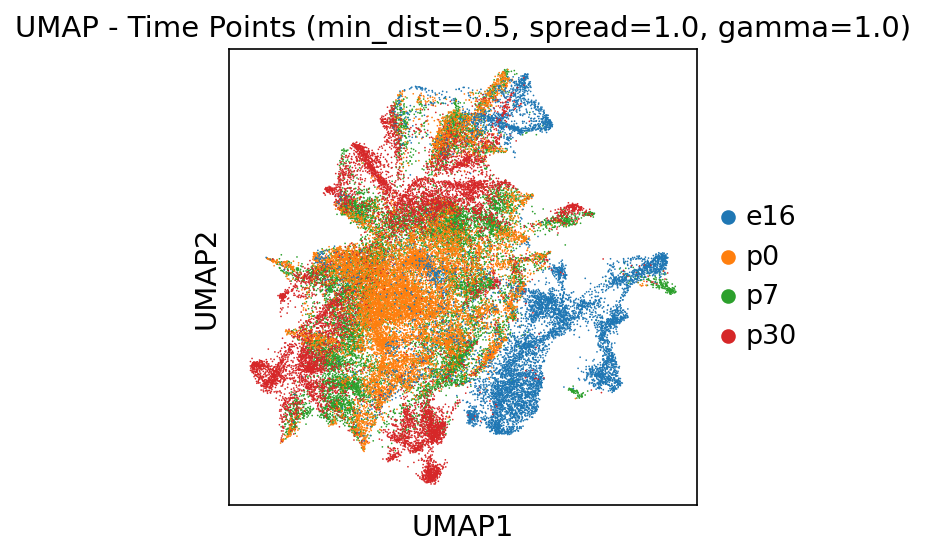 UMAP - Time Points (min_dist=0.5, spread=1.0, gamma=1.0)
UMAP2
e16
p0
p7
p30
UMAP1